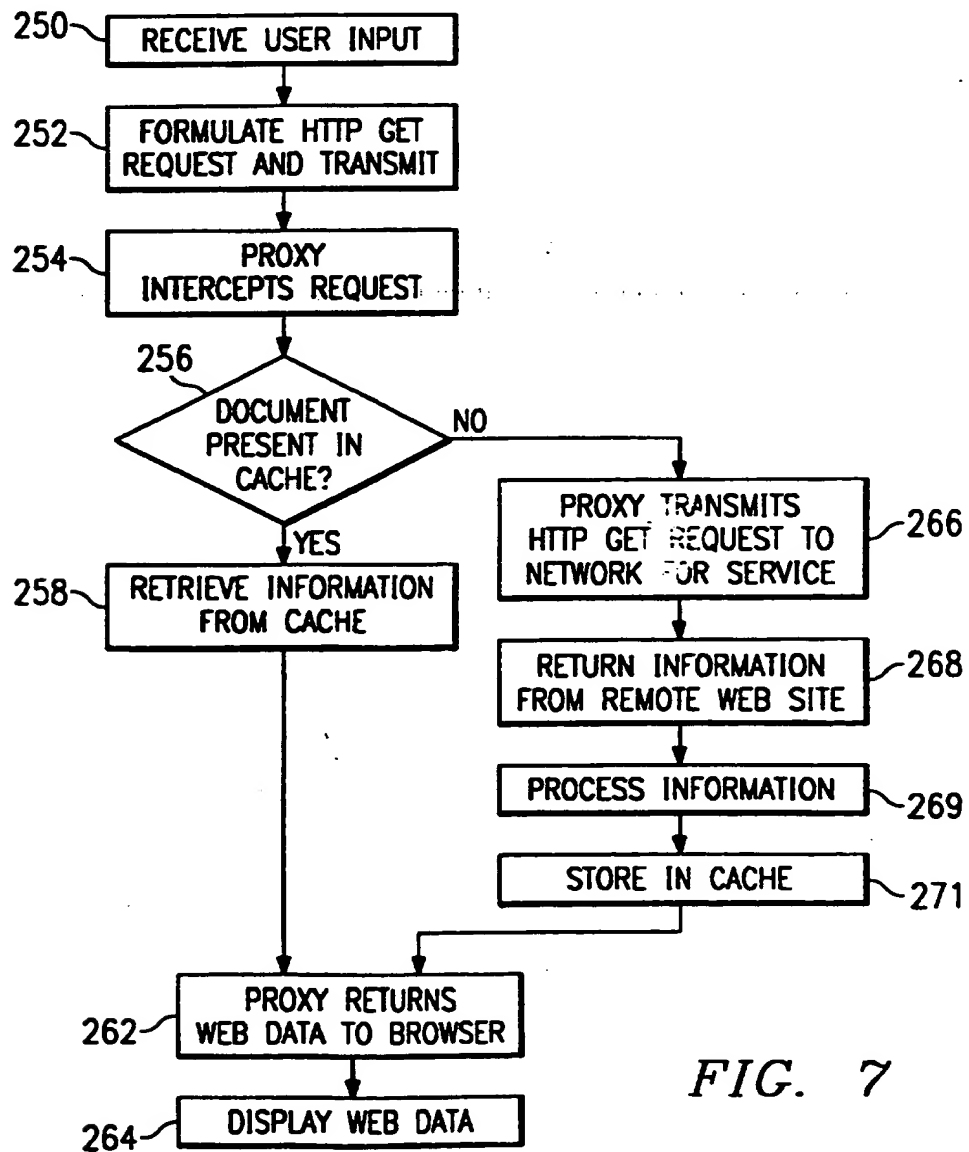 250
RECEIVE USER INPUT
252
FORMULATE HTTP GET
REQUEST AND TRANSMIT
254
PROXY
INTERCEPTS REQUEST
256
DOCUMENT
PRESENT IN
CACHE?
NO
YES
258
RETRIEVE INFORMATION
FROM CACHE
PROXY TRANSMITS
HTTP GET REQUEST TO
NETWORK FOR SERVICE
266
RETURN INFORMATION
FROM REMOTE WEB SITE
268
PROCESS INFORMATION
269
STORE IN CACHE
271
262
PROXY RETURNS
WEB DATA TO BROWSER
264
DISPLAY WEB DATA
FIG. 7